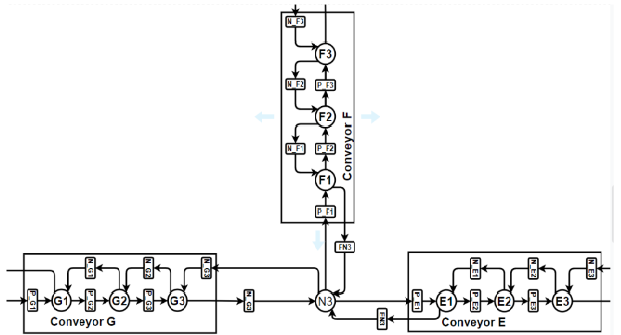 N_F3
F3
N_F2
P_F3
F2
Conveyor F
N_F1
P_F2
F1
P_F1
FN3
N_G1
N_G2
N_G3
N_E1
N_E2
N_E3
P_G1
G1
P_G2
G2
P_G3
G3
N_G3
N3
P_E1
E1
P_E2
E2
P_E3
E3
FN3
Conveyor G
Conveyor E